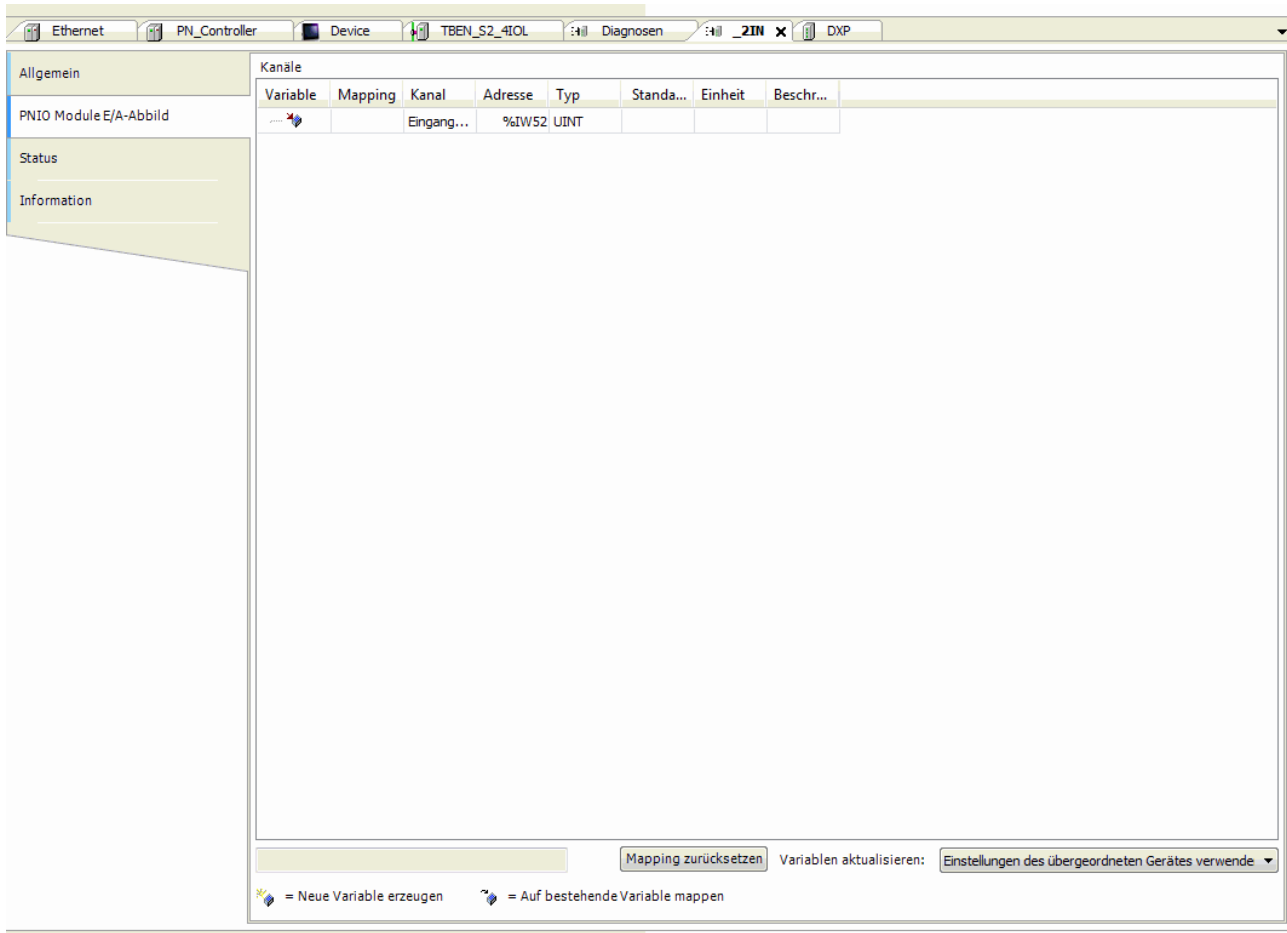 Ethernet PN_Controller Device TBEN_S2_4IOL Diagnosen _2IN DXP
Allgemein
PNIO Module E/A-Abbild
Status
Information
Kanäle
Variable Mapping Kanal Adresse Typ Standa... Einheit Beschr...
Eingang... %IW52 UINT
Mapping zurücksetzen Variablen aktualisieren: Einstellungen des übergeordneten Gerätes verwende
= Neue Variable erzeugen = Auf bestehende Variable mappen